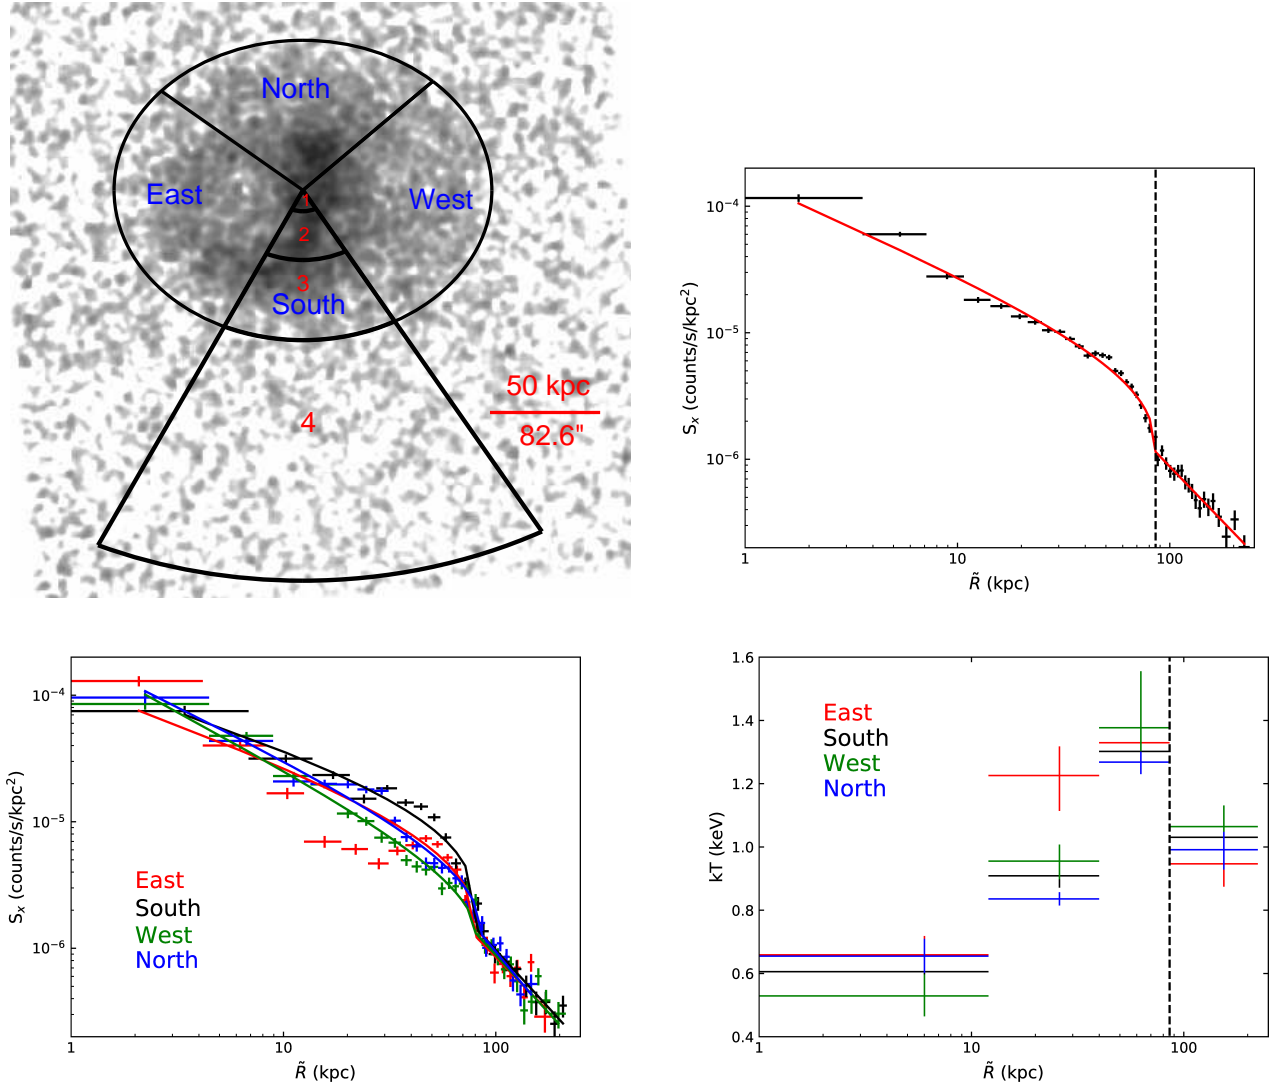 North
East
West
1
2
3
South
4
50 kpc
82.6"
10⁻⁴
10⁻⁵
10⁻⁶
Sₓ (counts/s/kpc²)
1 10 100
R̃ (kpc)
10⁻⁴
10⁻⁵
10⁻⁶
Sₓ (counts/s/kpc²)
East
South
West
North
1 10 100
R̃ (kpc)
1.6
1.4
1.2
1.0
0.8
0.6
0.4
kT (keV)
East
South
West
North
1 10 100
R̃ (kpc)